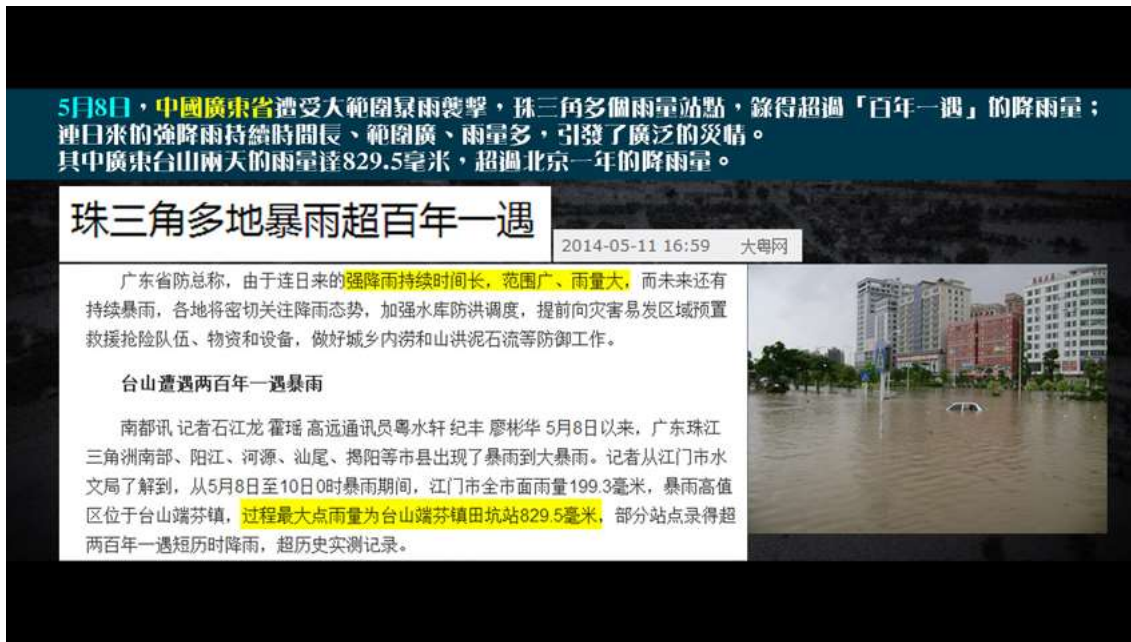 5月8日，中國廣東省遭受大範圍暴雨襲擊，珠三角多個雨量站點，錄得超過「百年一遇」的降雨量；
連日來的強降雨持續時間長、範圍廣、雨量多，引發了廣泛的災情。
其中廣東台山兩天的雨量達829.5毫米，超過北京一年的降雨量。
珠三角多地暴雨超百年一遇
2014-05-11 16:59 大粤网
广东省防总称，由于连日来的强降雨持续时间长，范围广、雨量大，而未来还有
持续暴雨，各地将密切关注降雨态势，加强水库防洪调度，提前向灾害易发区域预置
救援抢险队伍、物资和设备，做好城乡内涝和山洪泥石流等防御工作。
台山遭遇两百年一遇暴雨
南都讯 记者石江龙 霍瑶 高远通讯员粤水轩 纪丰 廖彬华 5月8日以来，广东珠江
三角洲南部、阳江、河源、汕尾、揭阳等市县出现了暴雨到大暴雨。记者从江门市水
文局了解到，从5月8日至10日0时暴雨期间，江门市全市面雨量199.3毫米，暴雨高值
区位于台山端芬镇，过程最大点雨量为台山端芬镇田坑站829.5毫米，部分站点录得超
两百年一遇短历时降雨，超历史实测记录。